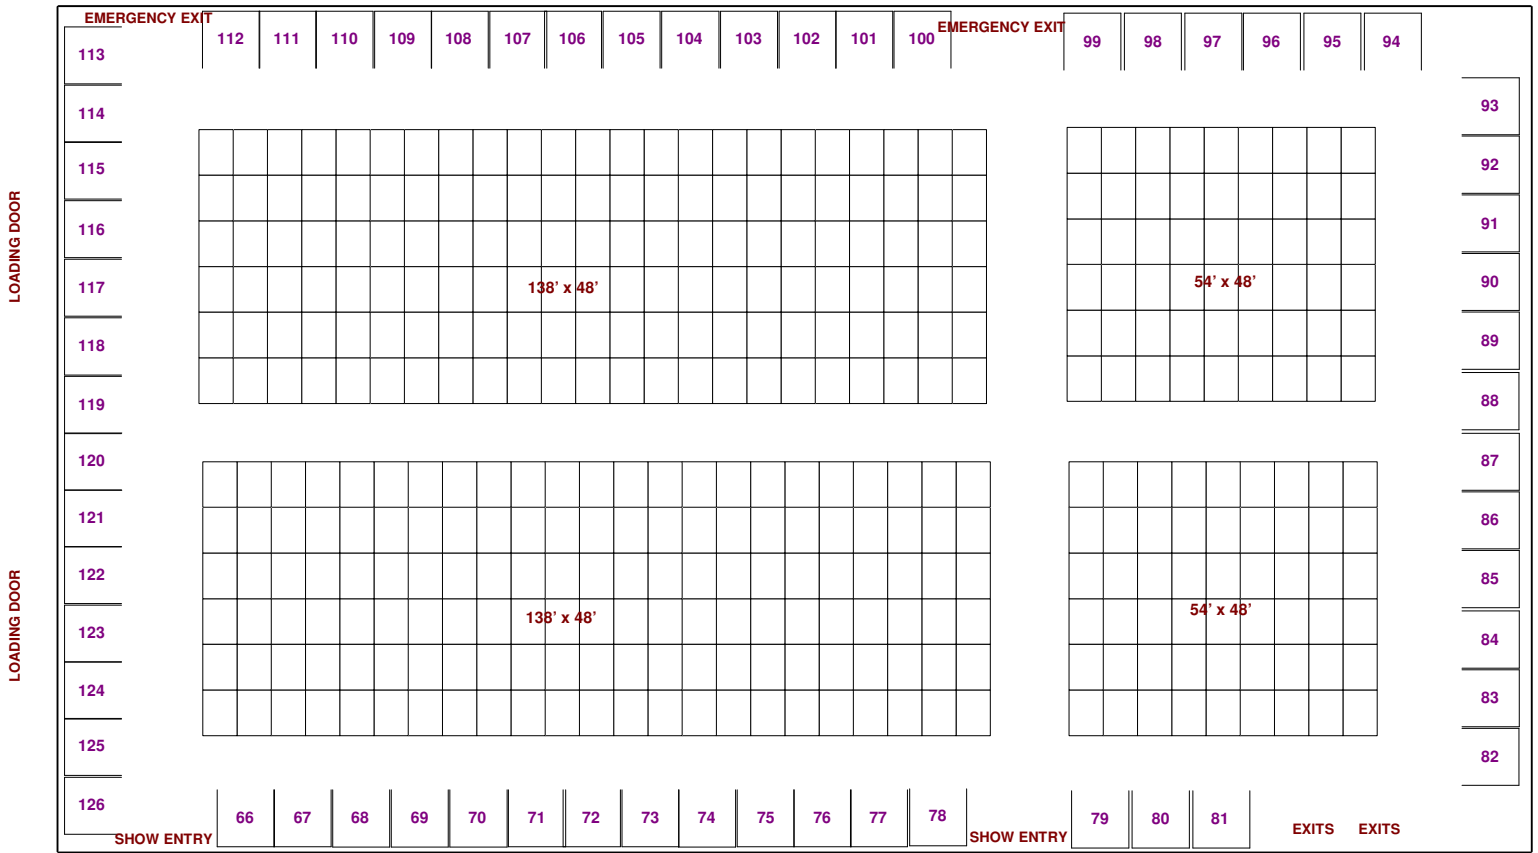 EMERGENCY EXIT
112 111 110 109 108 107 106 105 104 103 102 101 100
EMERGENCY EXIT
99 98 97 96 95 94
113
114
115
116
117
118
119
120
121
122
123
124
125
126
LOADING DOOR
LOADING DOOR
138' x 48'
54' x 48'
138' x 48'
54' x 48'
93
92
91
90
89
88
87
86
85
84
83
82
SHOW ENTRY
66 67 68 69 70 71 72 73 74 75 76 77 78
SHOW ENTRY
79 80 81
EXITS EXITS